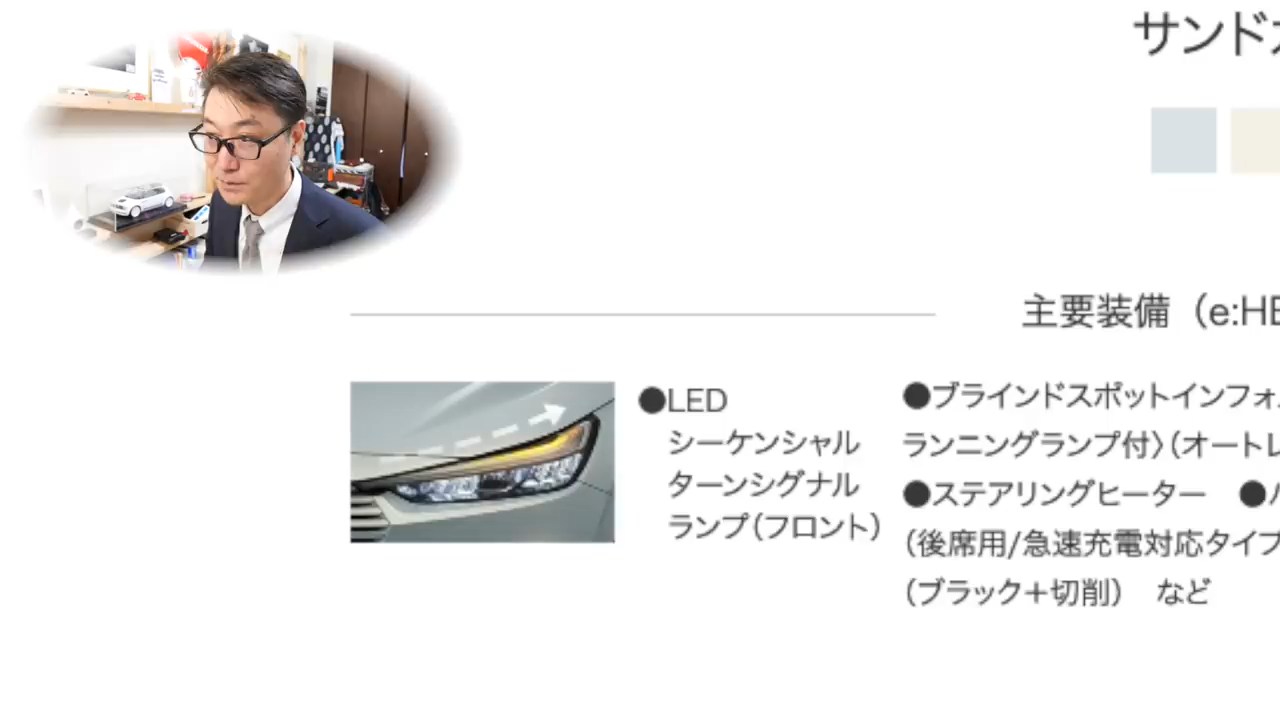 サンド
主要装備（e:HE
●LED
シーケンシャル
ターンシグナル
ランプ（フロント）
●ブラインドスポットインフォ
ランニングランプ付〉（オートレ
●ステアリングヒーター　●
（後席用/急速充電対応タイプ
（ブラック＋切削）　など